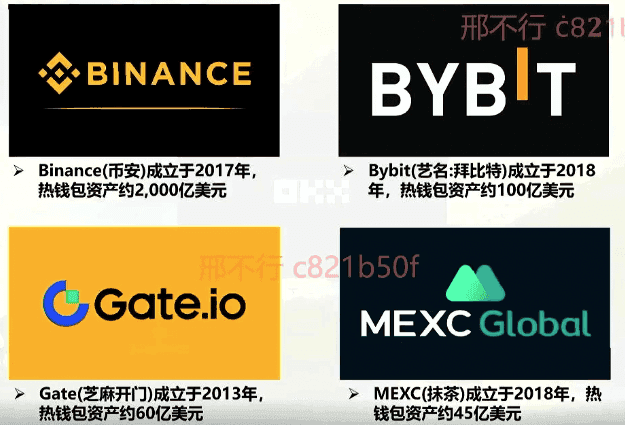 邢不行 c821b
BINANCE
BYBIT
➢ Binance(币安)成立于2017年，
热钱包资产约2,000亿美元
➢ Bybit(艺名:拜比特)成立于2018
年，热钱包资产约100亿美元
OKX
邢不行 c821b50f
Gate.io
MEXC Global
➢ Gate(芝麻开门)成立于2013年，
热钱包资产约60亿美元
➢ MEXC(抹茶)成立于2018年，热
钱包资产约45亿美元